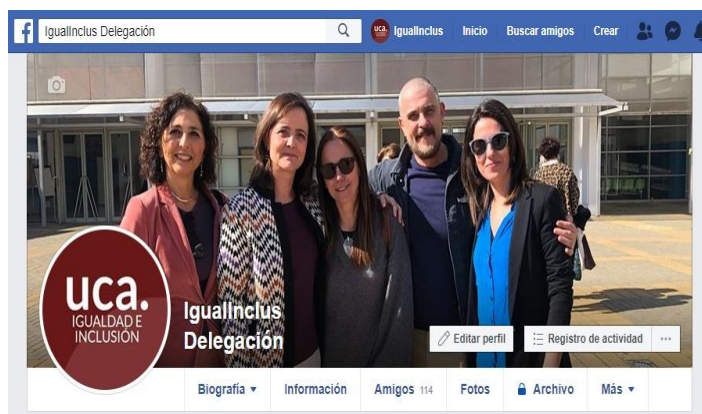 IgualInclus Delegación
uca.
IgualInclus
Inicio
Buscar amigos
Crear
uca.
IGUALDAD E
INCLUSIÓN
IgualInclus
Delegación
Editar perfil
Registro de actividad
Biografía
Información
Amigos 114
Fotos
Archivo
Más